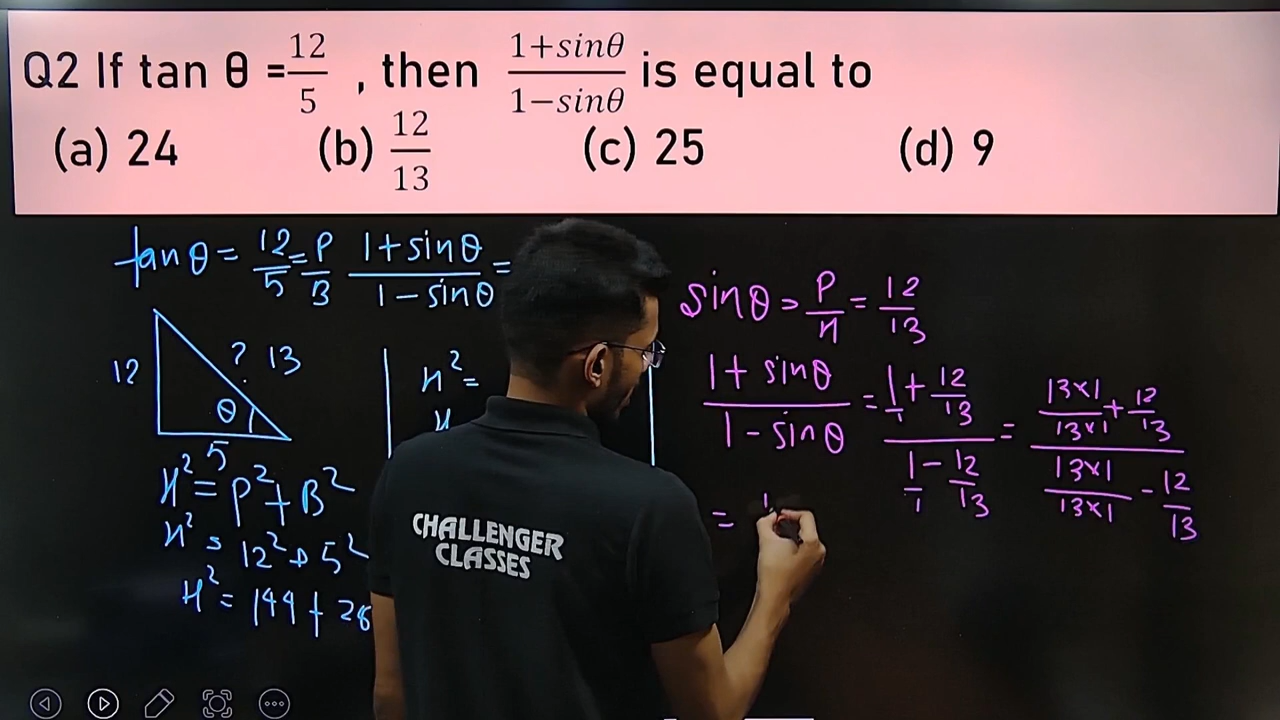 Q2 If tan θ = 12/5 , then 1+sinθ/1−sinθ is equal to
(a) 24 (b) 12/13 (c) 25 (d) 9
tanθ = 12/5 = P/B
1+sinθ/1-sinθ =
12
? 13
θ
5
H² = P² + B²
H² = 12² + 5²
H² = 144 +
H² =
H
sinθ = P/H = 12/13
1 + sinθ/1 - sinθ = 1/1 + 12/13 / 1/1 - 12/13 = 13×1/13×1 + 12/13 / 13×1/13×1 - 12/13
=
CHALLENGER
CLASSES